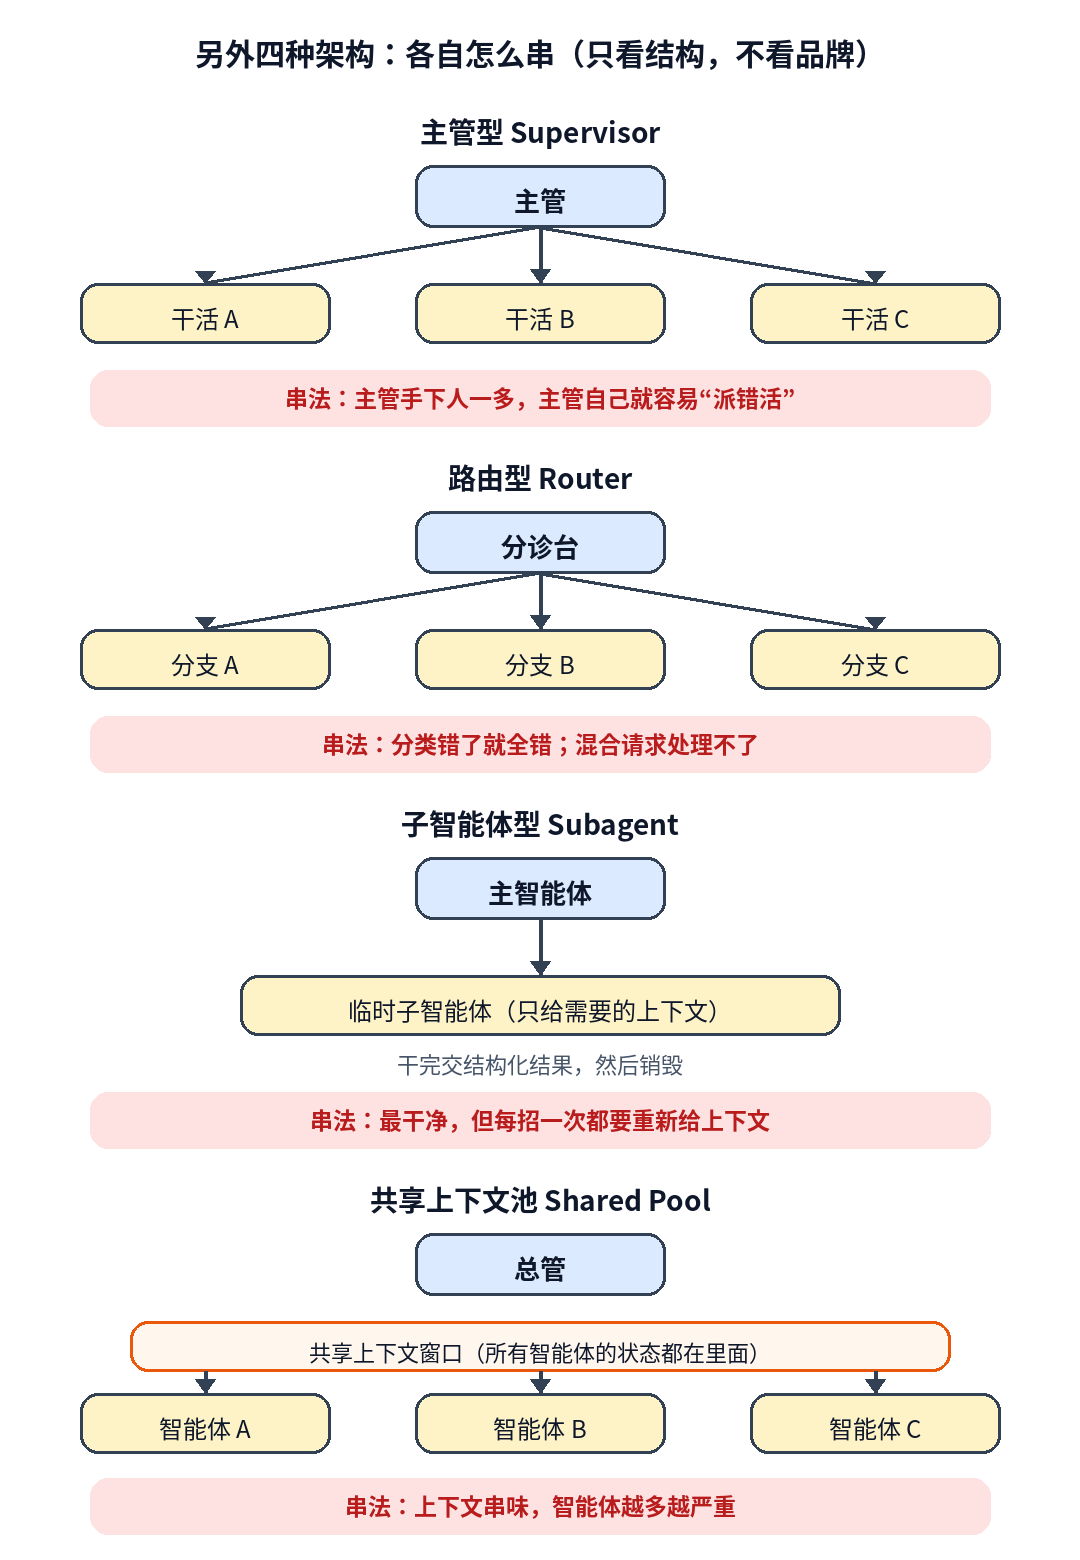 另外四种架构：各自怎么串（只看结构，不看品牌）
主管型 Supervisor
主管
干活 A
干活 B
干活 C
串法：主管手下人一多，主管自己就容易“派错活”
路由型 Router
分诊台
分支 A
分支 B
分支 C
串法：分类错了就全错；混合请求处理不了
子智能体型 Subagent
主智能体
临时子智能体（只给需要的上下文）
干完交结构化结果，然后销毁
串法：最干净，但每招一次都要重新给上下文
共享上下文池 Shared Pool
总管
共享上下文窗口（所有智能体的状态都在里面）
智能体 A
智能体 B
智能体 C
串法：上下文串味，智能体越多越严重